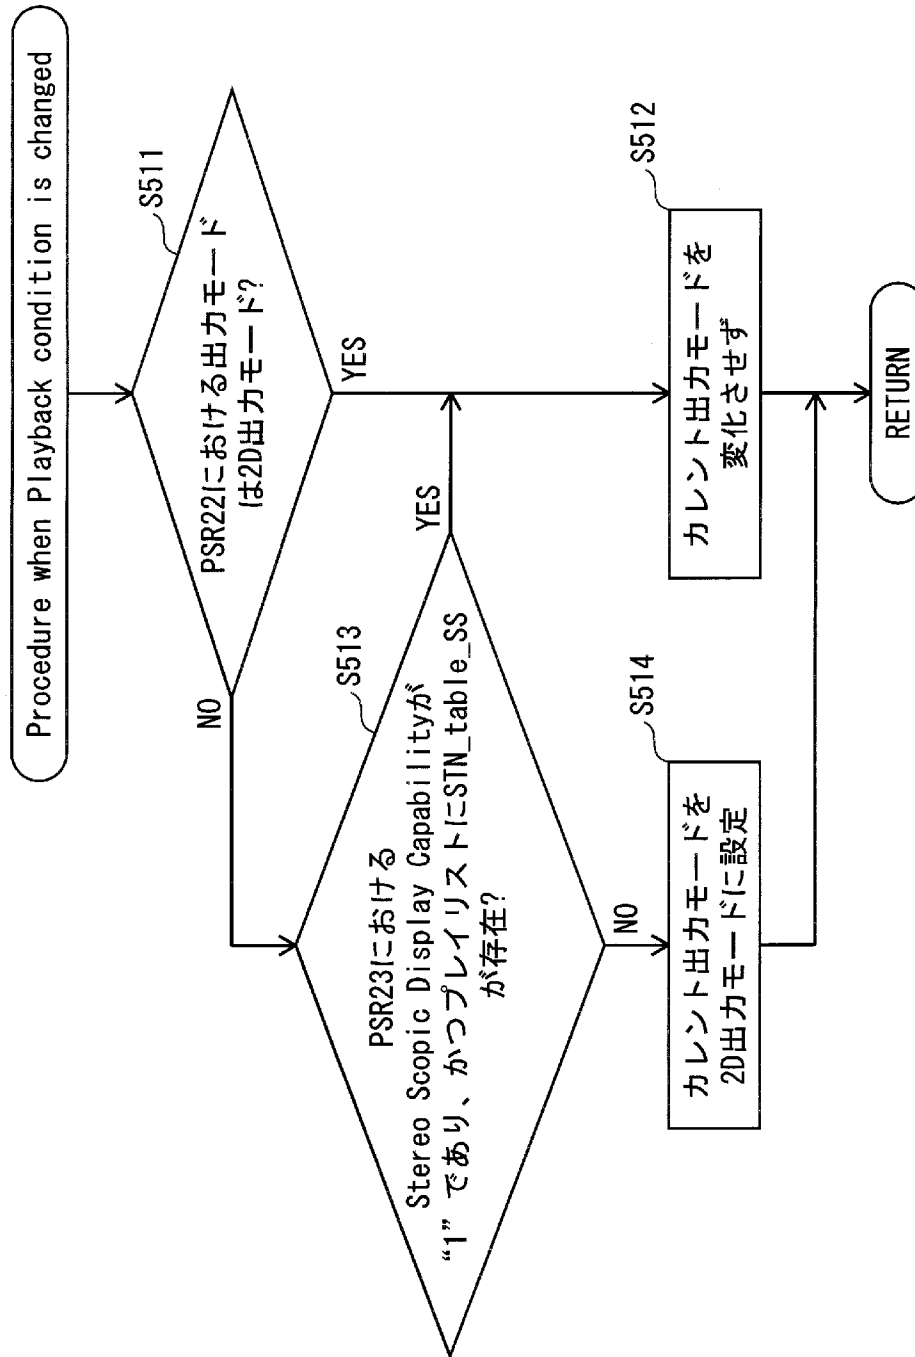 Procedure when Playback condition is changed
S511
PSR22における出力モード
は2D出力モード?
NO
YES
S513
PSR23における
Stereo Scopic Display Capabilityが
“1”であり、かつプレイリストにSTN_table_SS
が存在?
YES
NO
S512
カレント出力モードを
変化させず
S514
カレント出力モードを
2D出力モードに設定
RETURN